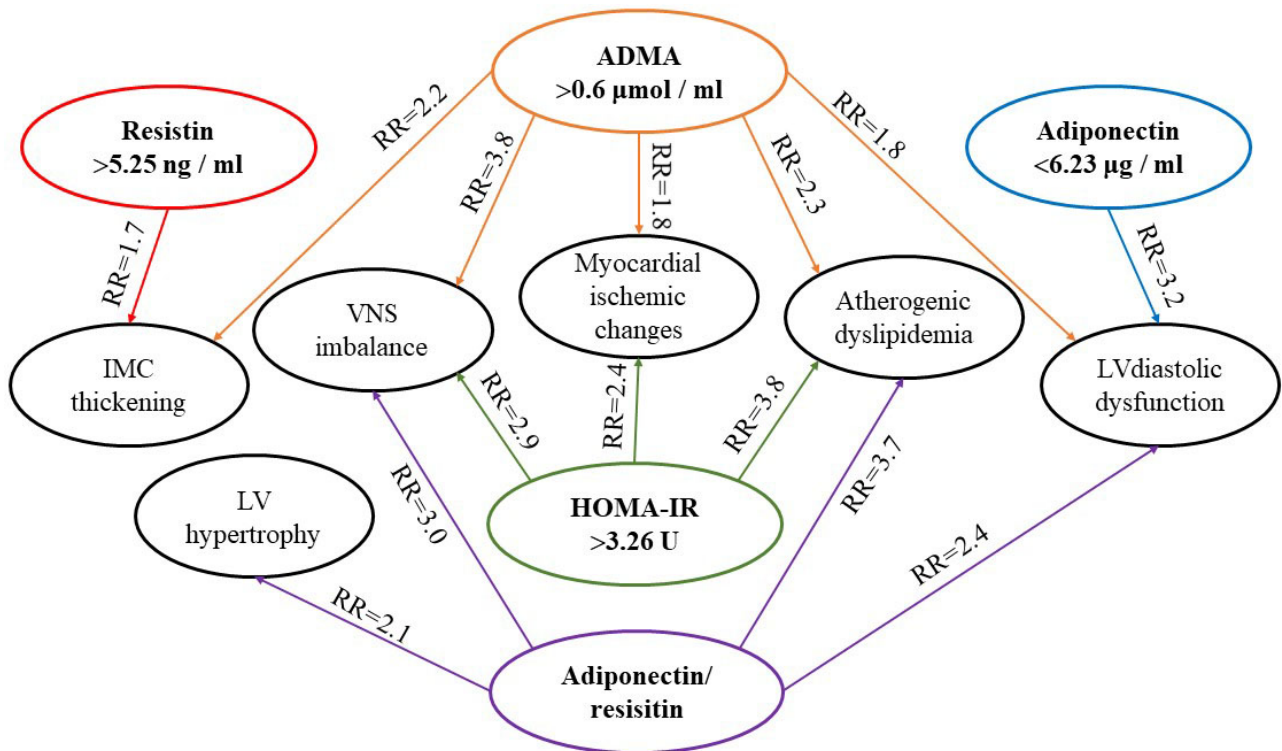 ADMA
>0.6 µmol / ml
Resistin
>5.25 ng / ml
Adiponectin
<6.23 µg / ml
RR=2.2
RR=3.8
RR=1.8
RR=2.3
RR=1.8
RR=1.7
RR=3.2
IMC
thickening
VNS
imbalance
Myocardial
ischemic
changes
Atherogenic
dyslipidemia
LVdiastolic
dysfunction
RR=2.9
RR=2.4
RR=3.8
LV
hypertrophy
HOMA-IR
>3.26 U
RR=3.0
RR=3.7
RR=2.4
RR=2.1
Adiponectin/
resisitin